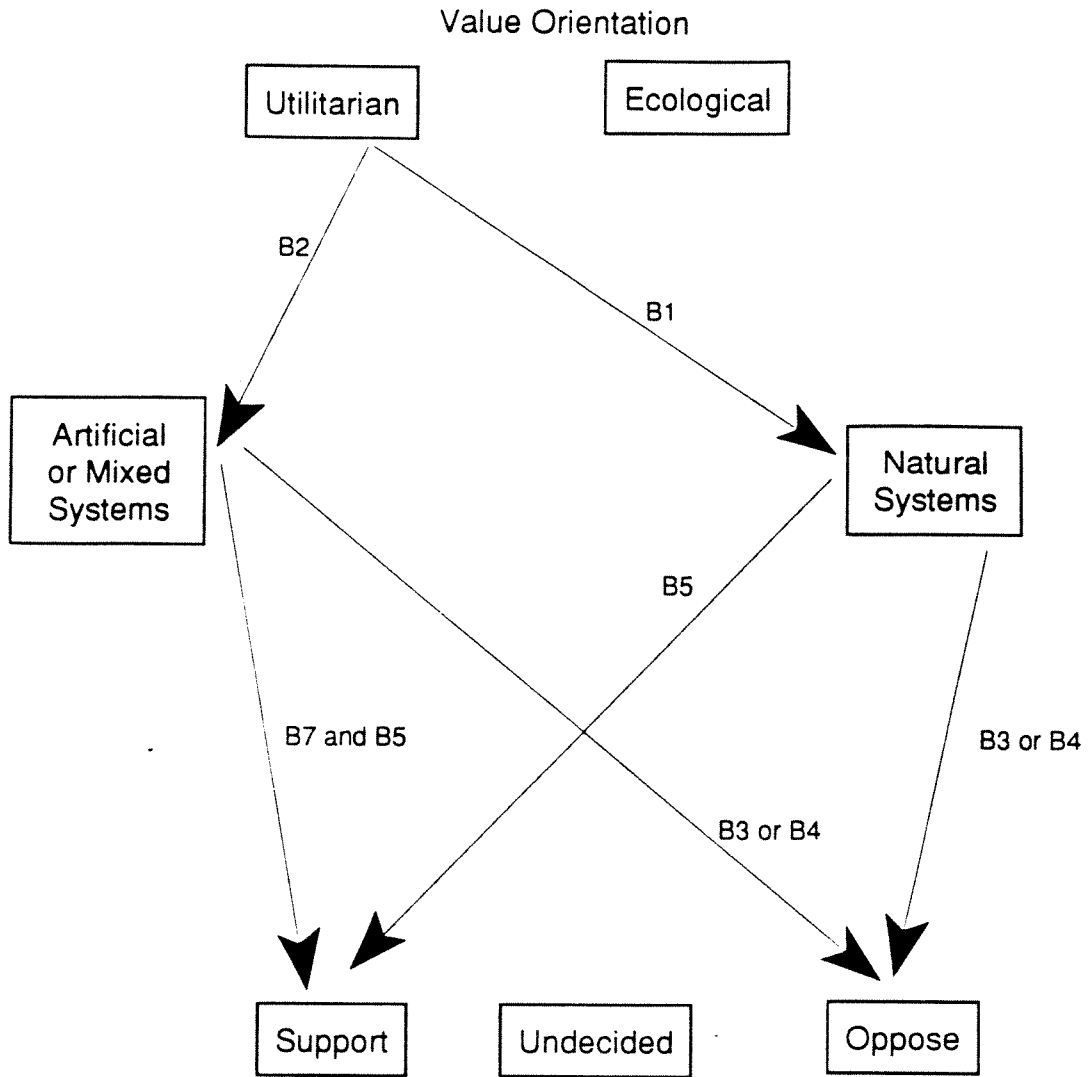 Value Orientation
Utilitarian
Ecological
B2
B1
Artificial
or Mixed
Systems
Natural
Systems
B5
B7 and B5
B3 or B4
B3 or B4
Support
Undecided
Oppose